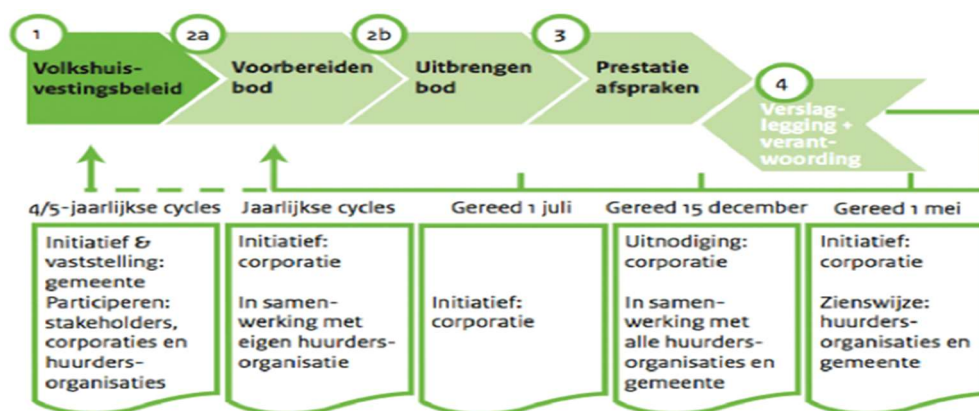 1
Volkshuis-
vestingsbeleid
2a
Voorbereiden
bod
2b
Uitbrengen
bod
3
Prestatie
afspraken
4
Verslag-
legging +
verant-
woording
4/5-jaarlijkse cycles
Jaarlijkse cycles
Gereed 1 juli
Gereed 15 december
Gereed 1 mei
Initiatief &
vaststelling:
gemeente
Participeren:
stakeholders,
corporaties en
huurders-
organisaties
Initiatief:
corporatie
In samen-
werking met
eigen huurders-
organisatie
Initiatief:
corporatie
Uitnodiging:
corporatie
In samen-
werking met
alle huurders-
organisaties en
gemeente
Initiatief:
corporatie
Zienswijze:
huurders-
organisaties en
gemeente